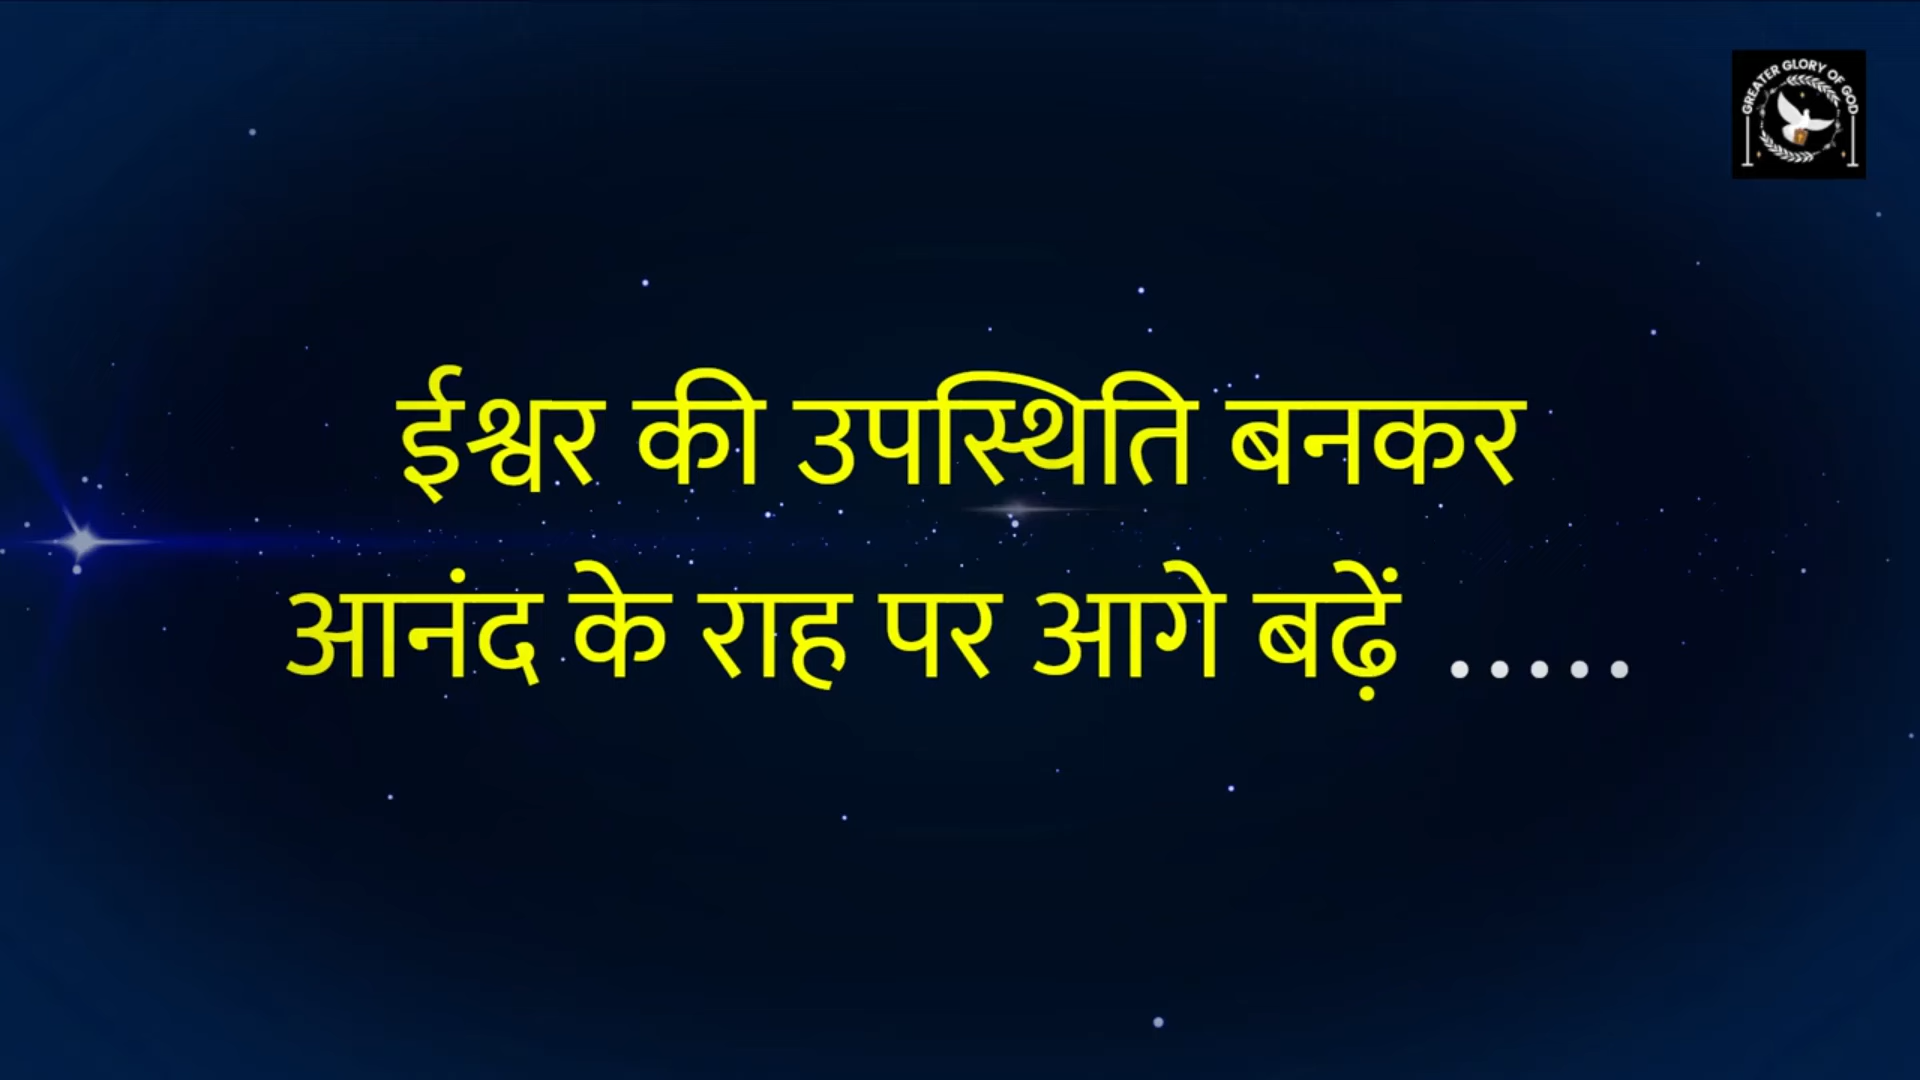 GREATER GLORY OF GOD
ईश्वर की उपस्थिति बनकर
आनंद के राह पर आगे बढ़ें .....